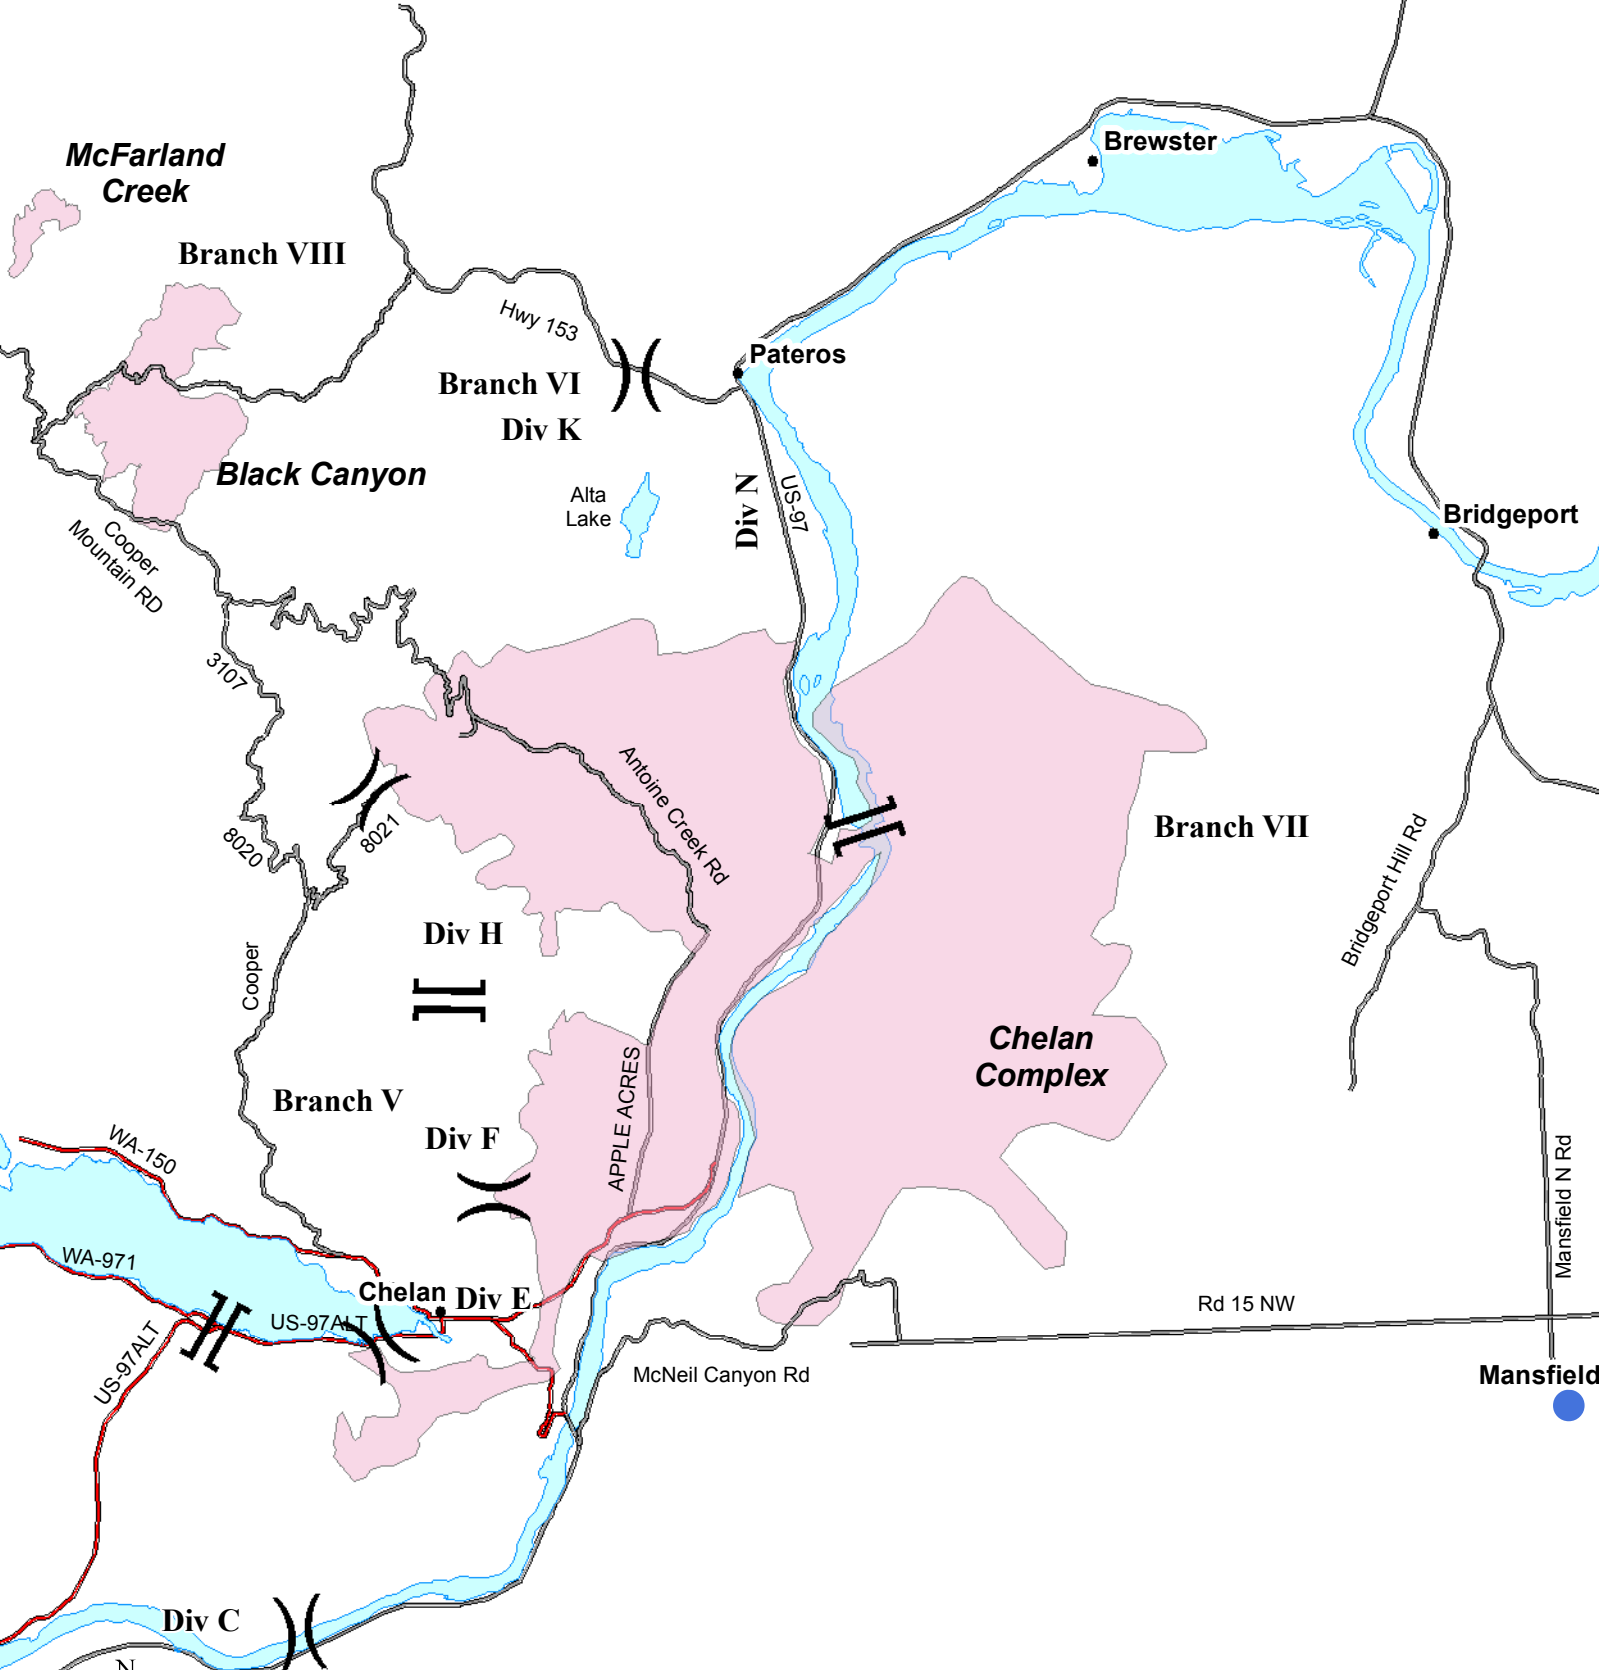 Brewster
McFarland
Creek
Branch VIII
Hwy 153
Pateros
Branch VI
Div K
Black Canyon
Alta
Lake
Div N
US-97
Bridgeport
Cooper
Mountain RD
3107
Antoine Creek Rd
8020
8021
Branch VII
Bridgeport Hill Rd
Div H
Cooper
Chelan
Complex
APPLE ACRES
Branch V
Div F
WA-150
Mansfield N Rd
WA-971
Chelan
Div E
US-97ALT
US-97ALT
Rd 15 NW
McNeil Canyon Rd
Mansfield
Div C
N